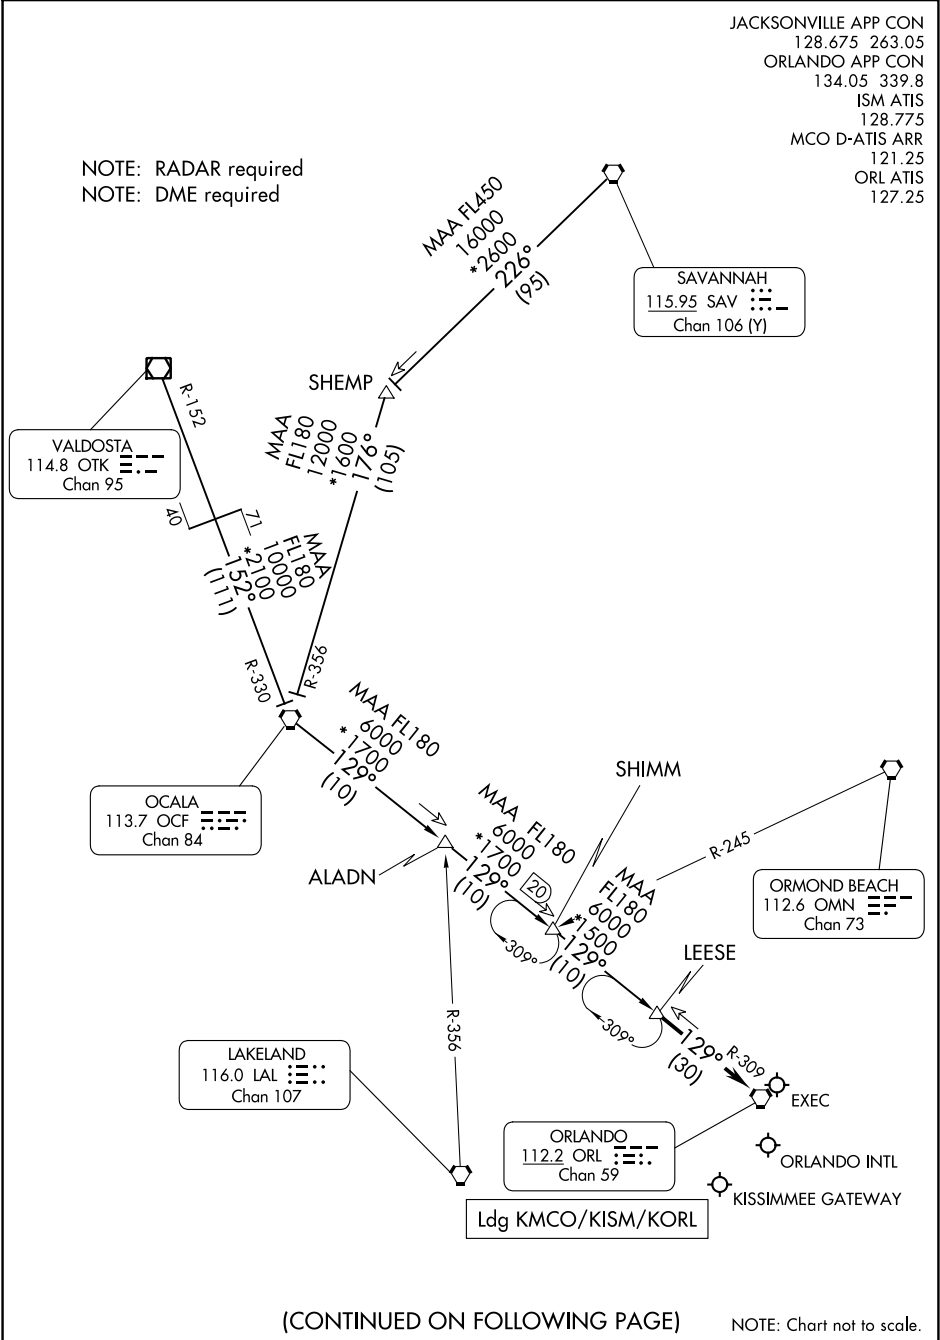 JACKSONVILLE APP CON
128.675 263.05
ORLANDO APP CON
134.05 339.8
ISM ATIS
128.775
MCO D-ATIS ARR
121.25
ORL ATIS
127.25
NOTE: RADAR required
NOTE: DME required
MAA FL450
16000
*2600
226°
(95)
SAVANNAH
115.95 SAV
Chan 106 (Y)
SHEMP
MAA
FL180
12000
*1600
176°
(105)
R-152
VALDOSTA
114.8 OTK
Chan 95
40
71
MAA
FL180
10000
*2100
152°
(111)
R-330
R-356
MAA FL180
6000
*1700
129°
(10)
OCALA
113.7 OCF
Chan 84
ALADN
MAA FL180
6000
*1700
129°
(10)
20
SHIMM
R-245
ORMOND BEACH
112.6 OMN
Chan 73
MAA
FL180
6000
*1500
129°
(10)
309°
LEESE
309°
R-356
129°
(30)
R-309
LAKELAND
116.0 LAL
Chan 107
ORLANDO
112.2 ORL
Chan 59
EXEC
ORLANDO INTL
KISSIMMEE GATEWAY
Ldg KMCO/KISM/KORL
(CONTINUED ON FOLLOWING PAGE)
NOTE: Chart not to scale.